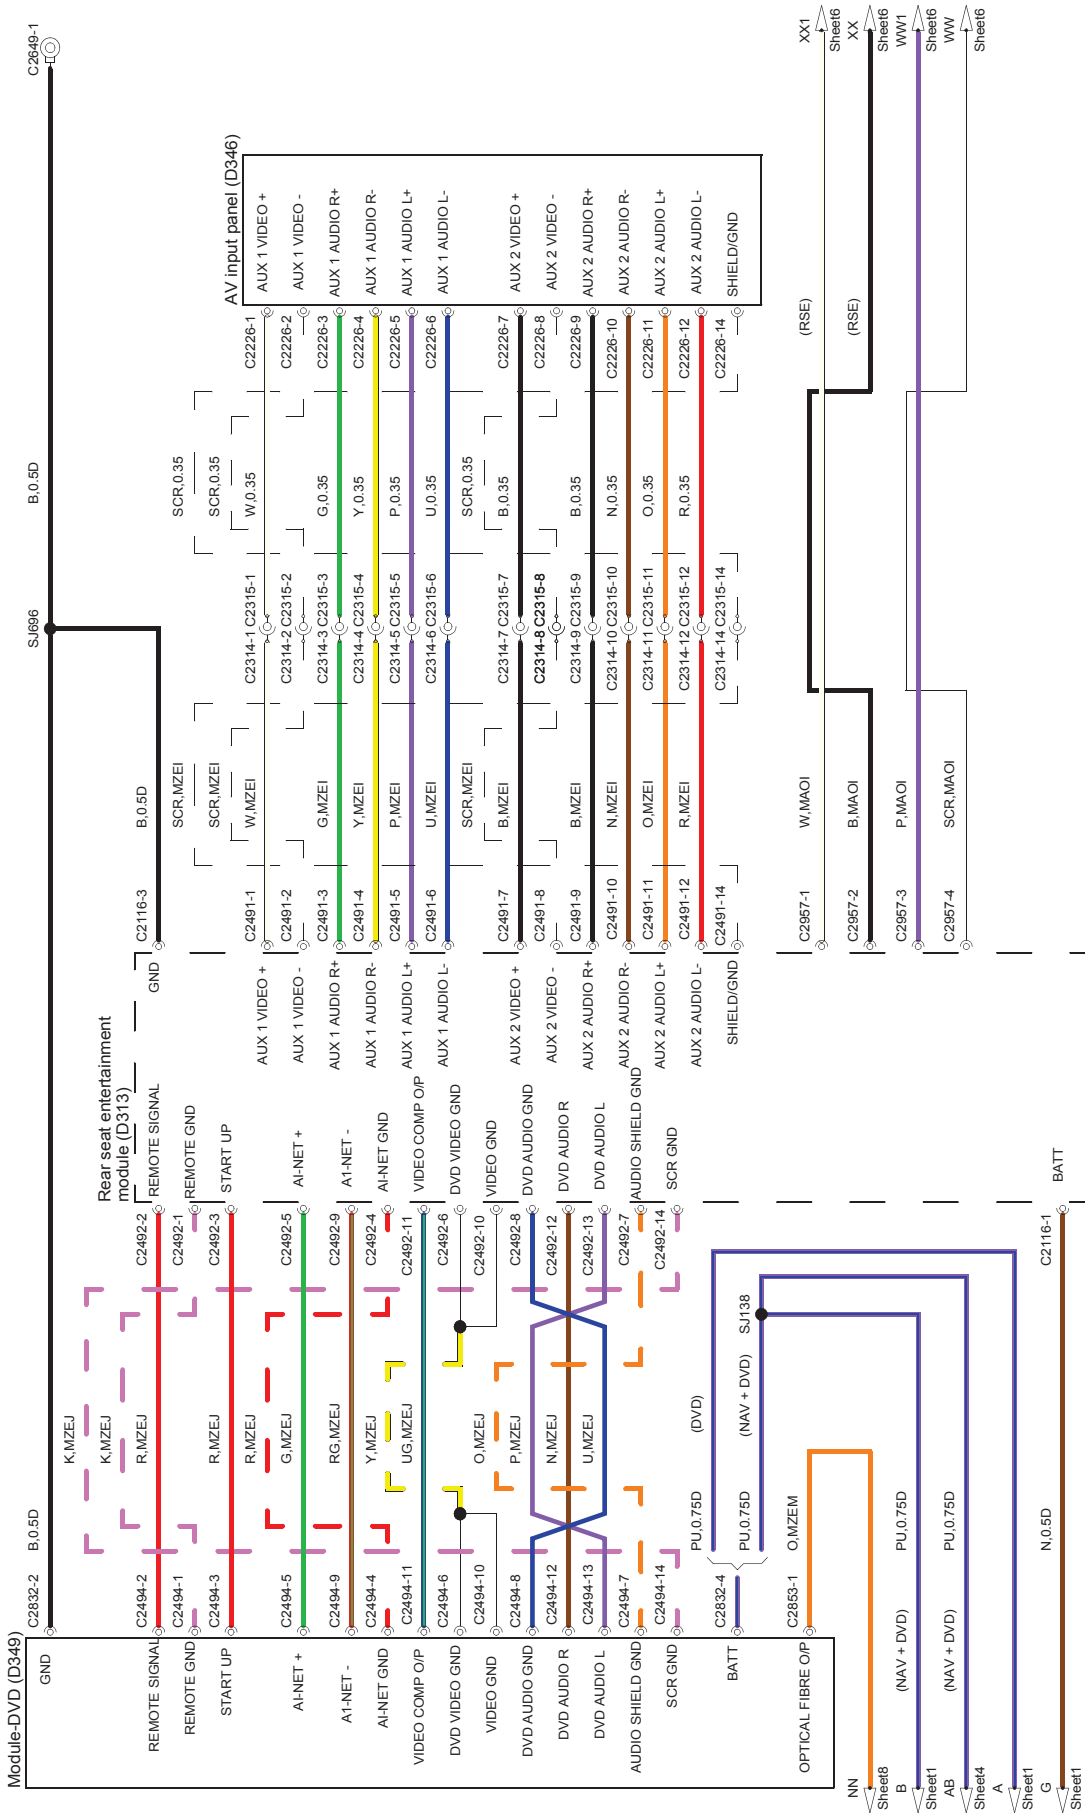 Module-DVD (D349)
GND
REMOTE SIGNAL
REMOTE GND
START UP
AI-NET +
A1-NET -
AI-NET GND
VIDEO COMP O/P
DVD VIDEO GND
VIDEO GND
DVD AUDIO GND
DVD AUDIO R
DVD AUDIO L
AUDIO SHIELD GND
SCR GND
BATT
OPTICAL FIBRE O/P
C2832-2
C2494-2
C2494-1
C2494-3
C2494-5
C2494-9
C2494-4
C2494-11
C2494-6
C2494-10
C2494-8
C2494-12
C2494-13
C2494-7
C2494-14
C2832-4
C2853-1
B,0.5D
K,MZEJ
K,MZEJ
R,MZEJ
R,MZEJ
R,MZEJ
G,MZEJ
RG,MZEJ
Y,MZEJ
UG,MZEJ
O,MZEJ
P,MZEJ
N,MZEJ
U,MZEJ
PU,0.75D
PU,0.75D
O,MZEM
PU,0.75D
PU,0.75D
N,0.5D
(DVD)
(NAV + DVD)
SJ138
(NAV + DVD)
(NAV + DVD)
NN
Sheet8
B
Sheet1
AB
Sheet4
A
Sheet1
G
Sheet1
C2492-2
C2492-1
C2492-3
C2492-5
C2492-9
C2492-4
C2492-11
C2492-6
C2492-10
C2492-8
C2492-12
C2492-13
C2492-7
C2492-14
C2116-1
Rear seat entertainment
module (D313)
REMOTE SIGNAL
REMOTE GND
START UP
AI-NET +
A1-NET -
AI-NET GND
VIDEO COMP O/P
DVD VIDEO GND
VIDEO GND
DVD AUDIO GND
DVD AUDIO R
DVD AUDIO L
AUDIO SHIELD GND
SCR GND
BATT
GND
AUX 1 VIDEO +
AUX 1 VIDEO -
AUX 1 AUDIO R+
AUX 1 AUDIO R-
AUX 1 AUDIO L+
AUX 1 AUDIO L-
AUX 2 VIDEO +
AUX 2 VIDEO -
AUX 2 AUDIO R+
AUX 2 AUDIO R-
AUX 2 AUDIO L+
AUX 2 AUDIO L-
SHIELD/GND
C2116-3
C2491-1
C2491-2
C2491-3
C2491-4
C2491-5
C2491-6
C2491-7
C2491-8
C2491-9
C2491-10
C2491-11
C2491-12
C2491-14
C2957-1
C2957-2
C2957-3
C2957-4
B,0.5D
SCR,MZEI
SCR,MZEI
W,MZEI
G,MZEI
Y,MZEI
P,MZEI
U,MZEI
SCR,MZEI
B,MZEI
B,MZEI
N,MZEI
O,MZEI
R,MZEI
W,MAOI
B,MAOI
P,MAOI
SCR,MAOI
SJ696
C2314-1 C2315-1
C2314-2 C2315-2
C2314-3 C2315-3
C2314-4 C2315-4
C2314-5 C2315-5
C2314-6 C2315-6
C2314-7 C2315-7
C2314-8 C2315-8
C2314-9 C2315-9
C2314-10 C2315-10
C2314-11 C2315-11
C2314-12 C2315-12
C2314-14 C2315-14
B,0.5D
SCR,0.35
SCR,0.35
W,0.35
G,0.35
Y,0.35
P,0.35
U,0.35
SCR,0.35
B,0.35
B,0.35
N,0.35
O,0.35
R,0.35
C2226-1
C2226-2
C2226-3
C2226-4
C2226-5
C2226-6
C2226-7
C2226-8
C2226-9
C2226-10
C2226-11
C2226-12
C2226-14
(RSE)
(RSE)
AV input panel (D346)
AUX 1 VIDEO +
AUX 1 VIDEO -
AUX 1 AUDIO R+
AUX 1 AUDIO R-
AUX 1 AUDIO L+
AUX 1 AUDIO L-
AUX 2 VIDEO +
AUX 2 VIDEO -
AUX 2 AUDIO R+
AUX 2 AUDIO R-
AUX 2 AUDIO L+
AUX 2 AUDIO L-
SHIELD/GND
C2649-1
XX1
Sheet6
XX
Sheet6
WW1
Sheet6
WW
Sheet6